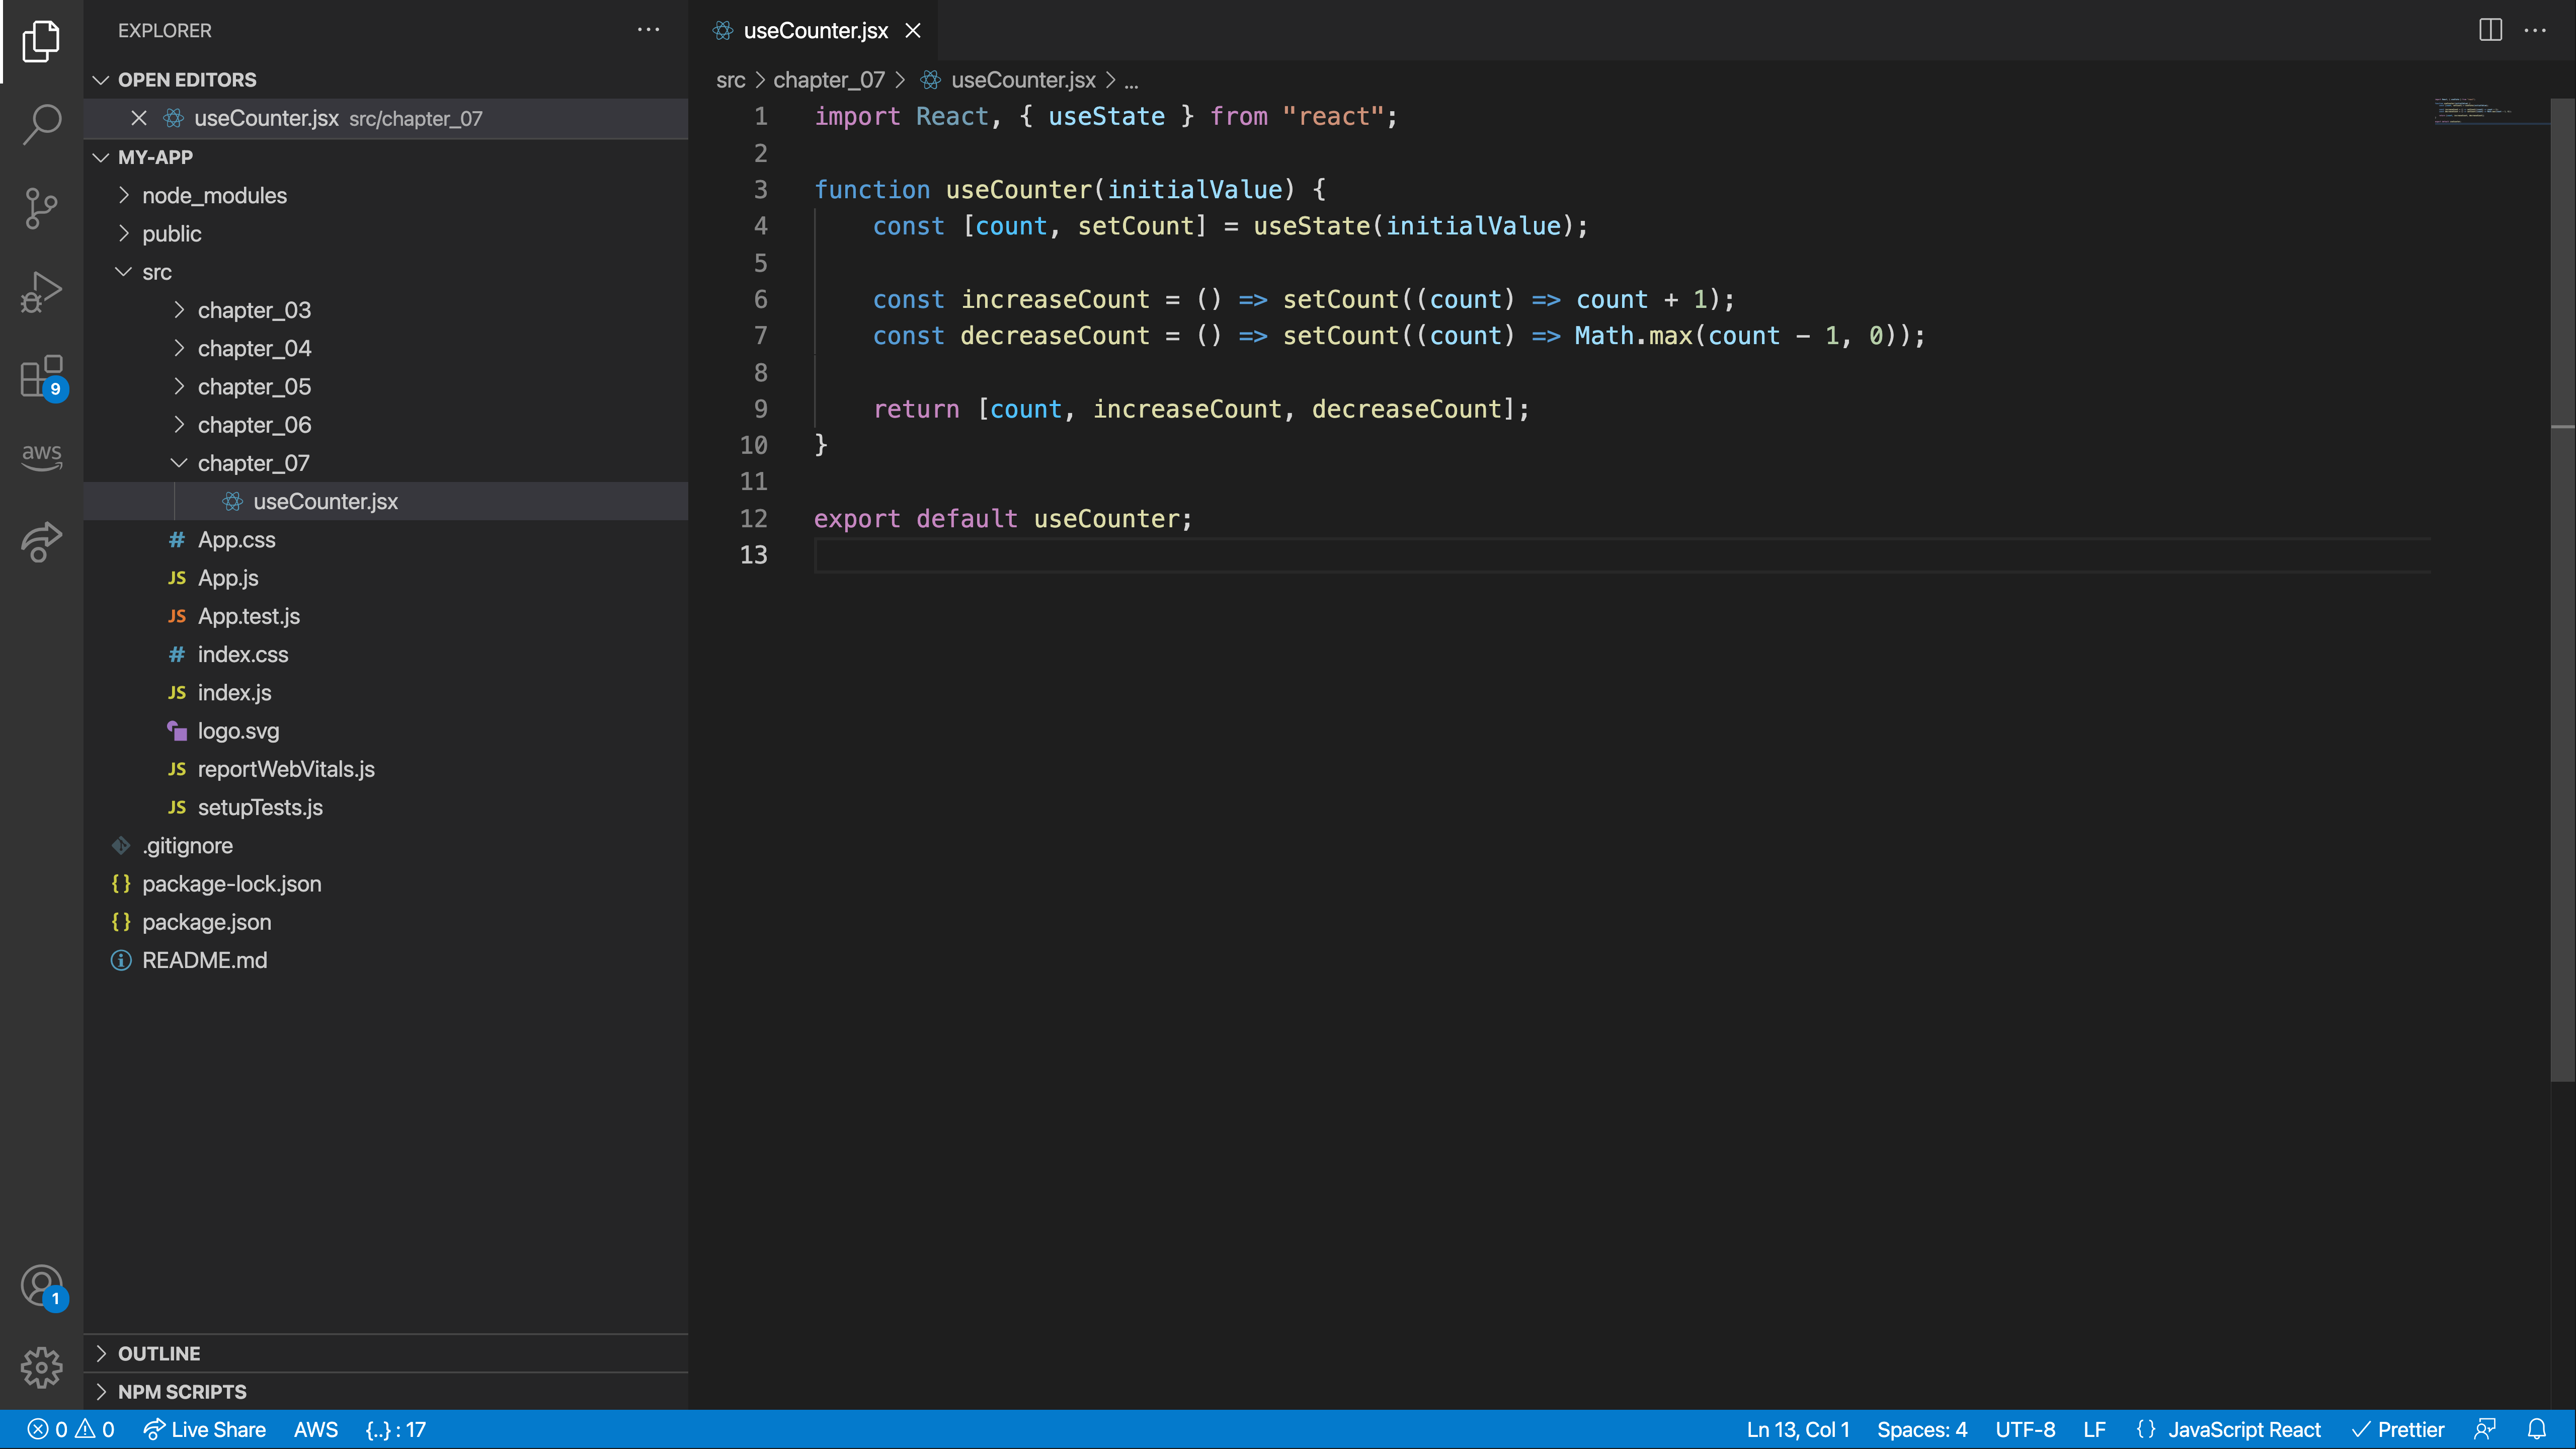 EXPLORER
OPEN EDITORS
useCounter.jsx src/chapter_07
MY-APP
node_modules
public
src
chapter_03
chapter_04
chapter_05
chapter_06
chapter_07
useCounter.jsx
# App.css
JS App.js
JS App.test.js
# index.css
JS index.js
logo.svg
JS reportWebVitals.js
JS setupTests.js
.gitignore
{} package-lock.json
{} package.json
README.md
OUTLINE
NPM SCRIPTS
9
aws
1
useCounter.jsx
src > chapter_07 > useCounter.jsx > ...
1 import React, { useState } from "react";
2
3 function useCounter(initialValue) {
4 const [count, setCount] = useState(initialValue);
5
6 const increaseCount = () => setCount((count) => count + 1);
7 const decreaseCount = () => setCount((count) => Math.max(count - 1, 0));
8
9 return [count, increaseCount, decreaseCount];
10 }
11
12 export default useCounter;
13
0 0 Live Share AWS {..} : 17 Ln 13, Col 1 Spaces: 4 UTF-8 LF {} JavaScript React Prettier